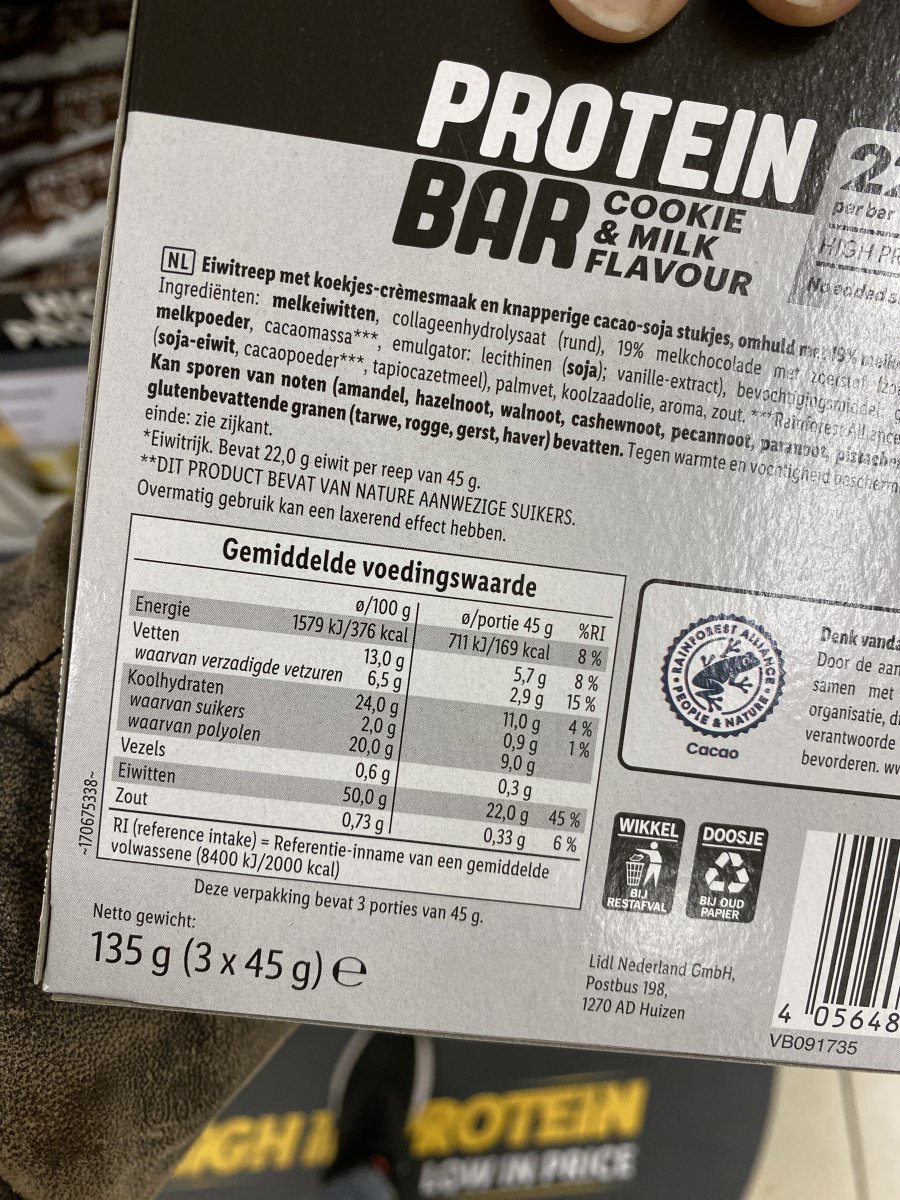 PROTEIN
BAR
COOKIE
& MILK
FLAVOUR
per bar
HIGH
No added
NL Eiwitreep met koekjes-crèmesmaak en knapperige cacao-soja stukjes, omhuld met 19%
Ingrediënten: melkeiwitten, collageenhydrolysaat (rund), 19% melkchocolade met
melkpoeder, cacaomassa***, emulgator: lecithinen (soja); vanille-extract), bevochtigingsmiddel:
(soja-eiwit, cacaopoeder***, tapiocazetmeel), palmvet, koolzaadolie, aroma, zout. ***Rainforest Alliance
Kan sporen van noten (amandel, hazelnoot, walnoot, cashewnoot, pecannoot, paranoot,
glutenbevattende granen (tarwe, rogge, gerst, haver) bevatten. Tegen warmte en vochtigheid
einde: zie zijkant.
*Eiwitrijk. Bevat 22,0 g eiwit per reep van 45 g.
**DIT PRODUCT BEVAT VAN NATURE AANWEZIGE SUIKERS.
Overmatig gebruik kan een laxerend effect hebben.
Gemiddelde voedingswaarde
ø/100 g ø/portie 45 g %RI
Energie 1579 kJ/376 kcal 711 kJ/169 kcal 8 %
Vetten 13,0 g 5,7 g 8 %
waarvan verzadigde vetzuren 6,5 g 2,9 g 15 %
Koolhydraten 24,0 g 11,0 g 4 %
waarvan suikers 2,0 g 0,9 g 1 %
waarvan polyolen 20,0 g 9,0 g
Vezels 0,6 g 0,3 g
Eiwitten 50,0 g 22,0 g 45 %
Zout 0,73 g 0,33 g 6 %
RI (reference intake) = Referentie-inname van een gemiddelde
volwassene (8400 kJ/2000 kcal)
Deze verpakking bevat 3 porties van 45 g.
Netto gewicht:
135 g (3 x 45 g) e
~170675338~
RAINFOREST ALLIANCE
PEOPLE & NATURE
Cacao
Denk
Door de
samen met
organisatie,
verantwoorde
bevorderen.
WIKKEL
BIJ
RESTAFVAL
DOOSJE
BIJ OUD
PAPIER
Lidl Nederland GmbH,
Postbus 198,
1270 AD Huizen
4 05648
VB091735
PROTEIN
LOW IN PRICE